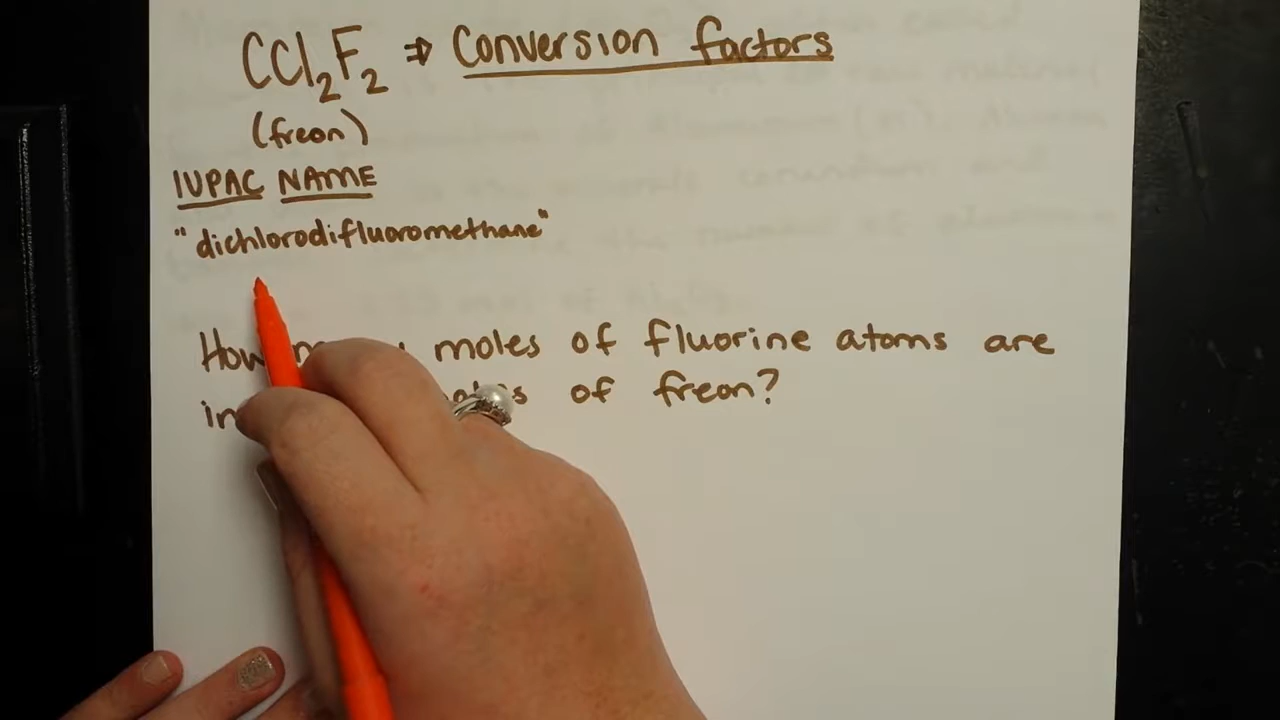 CCl₂F₂ ⇒ Conversion factors
(freon)
IUPAC NAME
"dichlorodifluoromethane"
How moles of fluorine atoms are
in of freon?